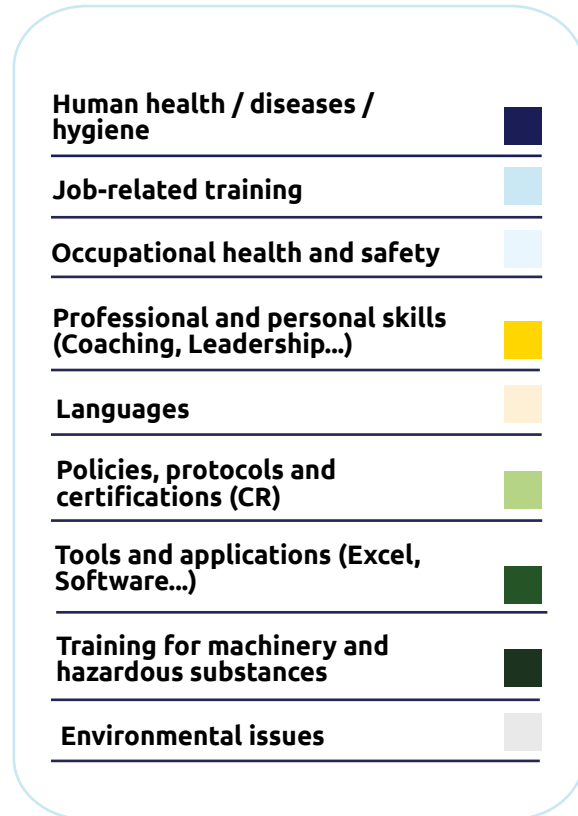 Human health / diseases /
hygiene
Job-related training
Occupational health and safety
Professional and personal skills
(Coaching, Leadership...)
Languages
Policies, protocols and
certifications (CR)
Tools and applications (Excel,
Software...)
Training for machinery and
hazardous substances
Environmental issues